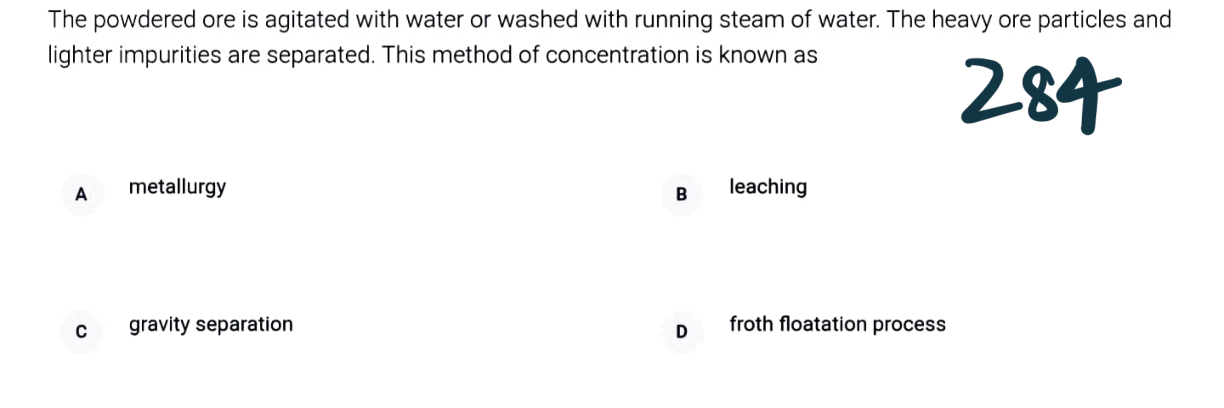 The powdered ore is agitated with water or washed with running steam of water. The heavy ore particles and
lighter impurities are separated. This method of concentration is known as
284
A metallurgy
B leaching
C gravity separation
D froth floatation process